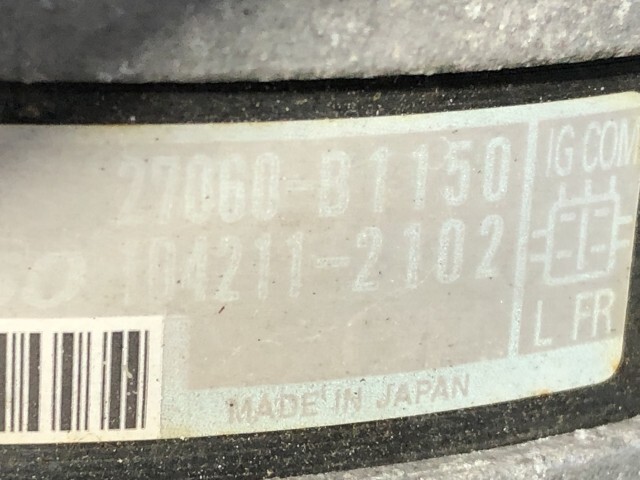 27060-B1150
104211-2102
IG COM
L FR
MADE IN JAPAN